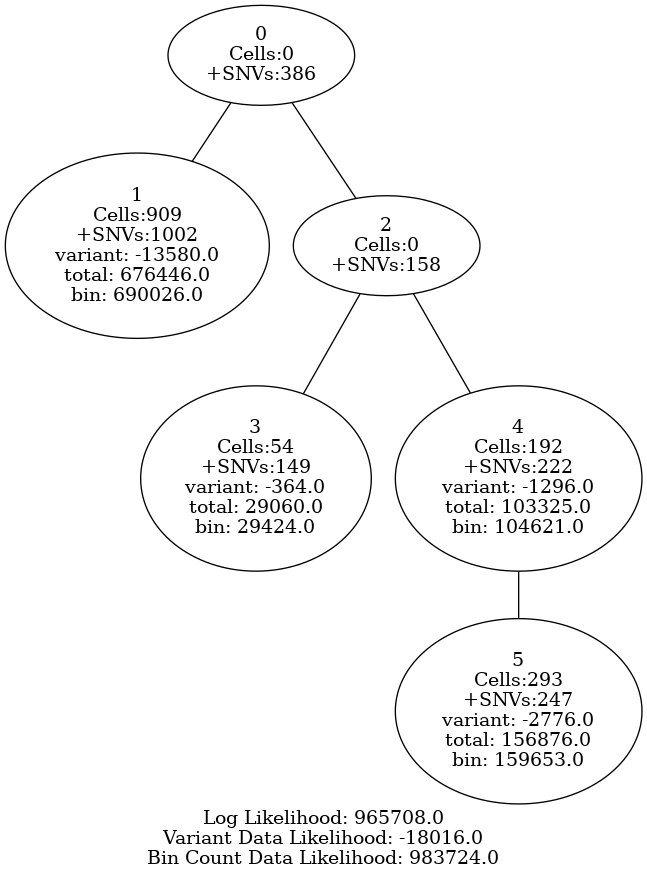 0
Cells:0
+SNVs:386
1
Cells:909
+SNVs:1002
variant: -13580.0
total: 676446.0
bin: 690026.0
2
Cells:0
+SNVs:158
3
Cells:54
+SNVs:149
variant: -364.0
total: 29060.0
bin: 29424.0
4
Cells:192
+SNVs:222
variant: -1296.0
total: 103325.0
bin: 104621.0
5
Cells:293
+SNVs:247
variant: -2776.0
total: 156876.0
bin: 159653.0
Log Likelihood: 965708.0
Variant Data Likelihood: -18016.0
Bin Count Data Likelihood: 983724.0